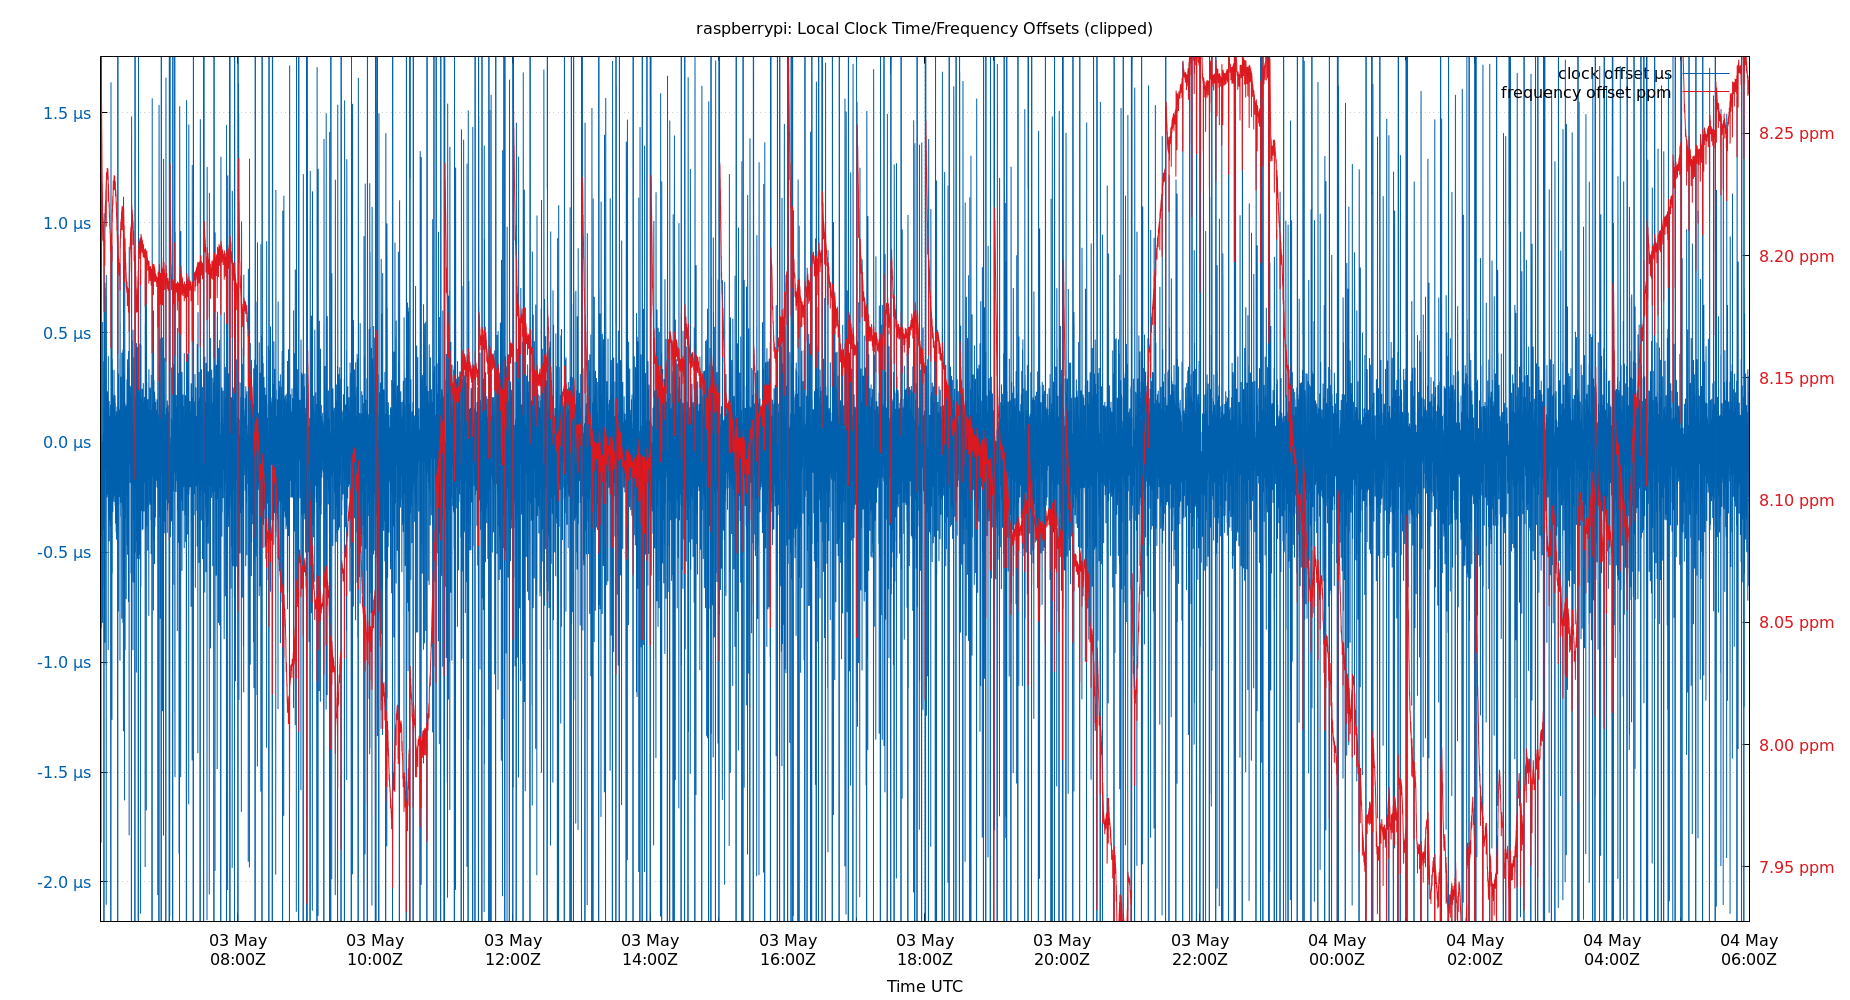 raspberrypi: Local Clock Time/Frequency Offsets (clipped)
clock offset µs
frequency offset ppm
1.5 µs
1.0 µs
0.5 µs
0.0 µs
-0.5 µs
-1.0 µs
-1.5 µs
-2.0 µs
8.25 ppm
8.20 ppm
8.15 ppm
8.10 ppm
8.05 ppm
8.00 ppm
7.95 ppm
03 May
08:00Z
03 May
10:00Z
03 May
12:00Z
03 May
14:00Z
03 May
16:00Z
03 May
18:00Z
03 May
20:00Z
03 May
22:00Z
04 May
00:00Z
04 May
02:00Z
04 May
04:00Z
04 May
06:00Z
Time UTC